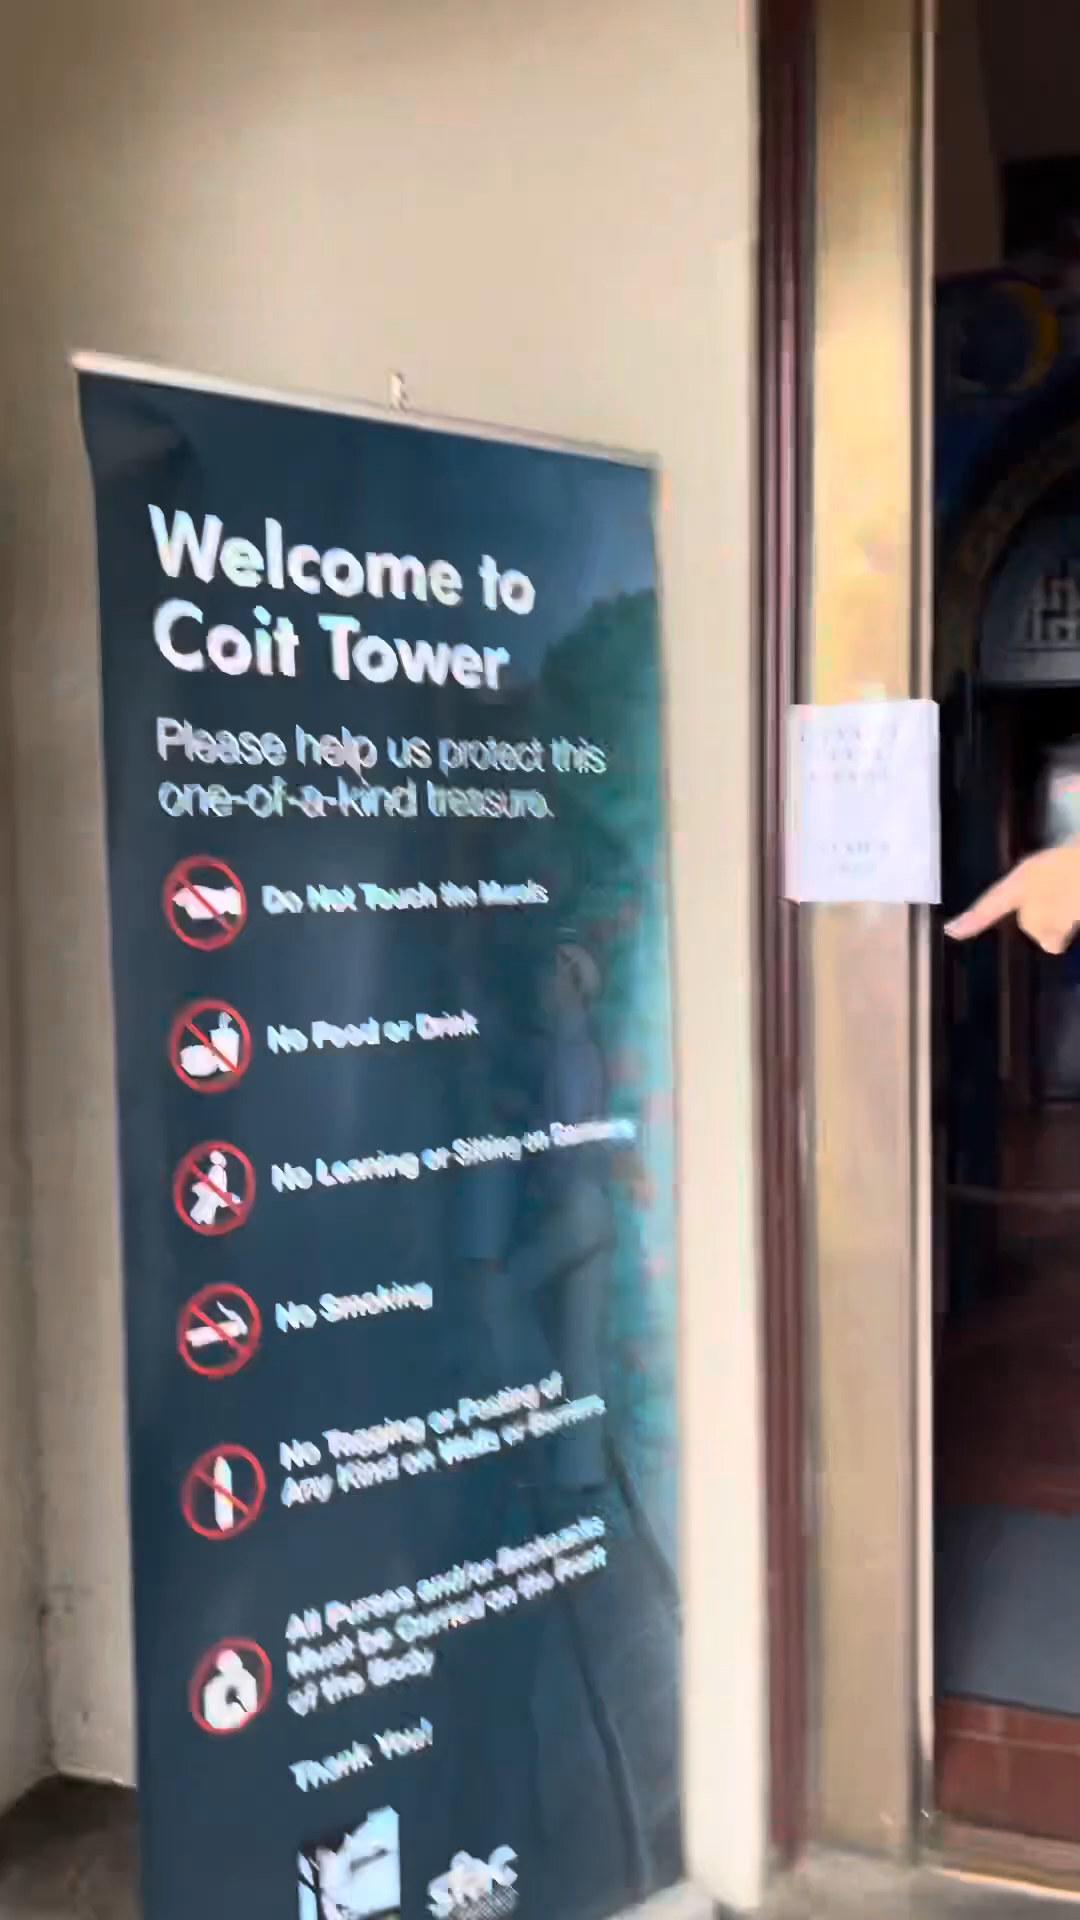 Welcome to
Coit Tower
Please help us protect this
one-of-a-kind treasure.
Do Not Touch the Murals
No Food or Drink
No Leaning or Sitting on Barriers
No Smoking
No Tagging or Posting of
Any Kind on Walls or Barriers
All Purses and/or Backpacks
Must be Carried on the Front
of the Body
Thank You!